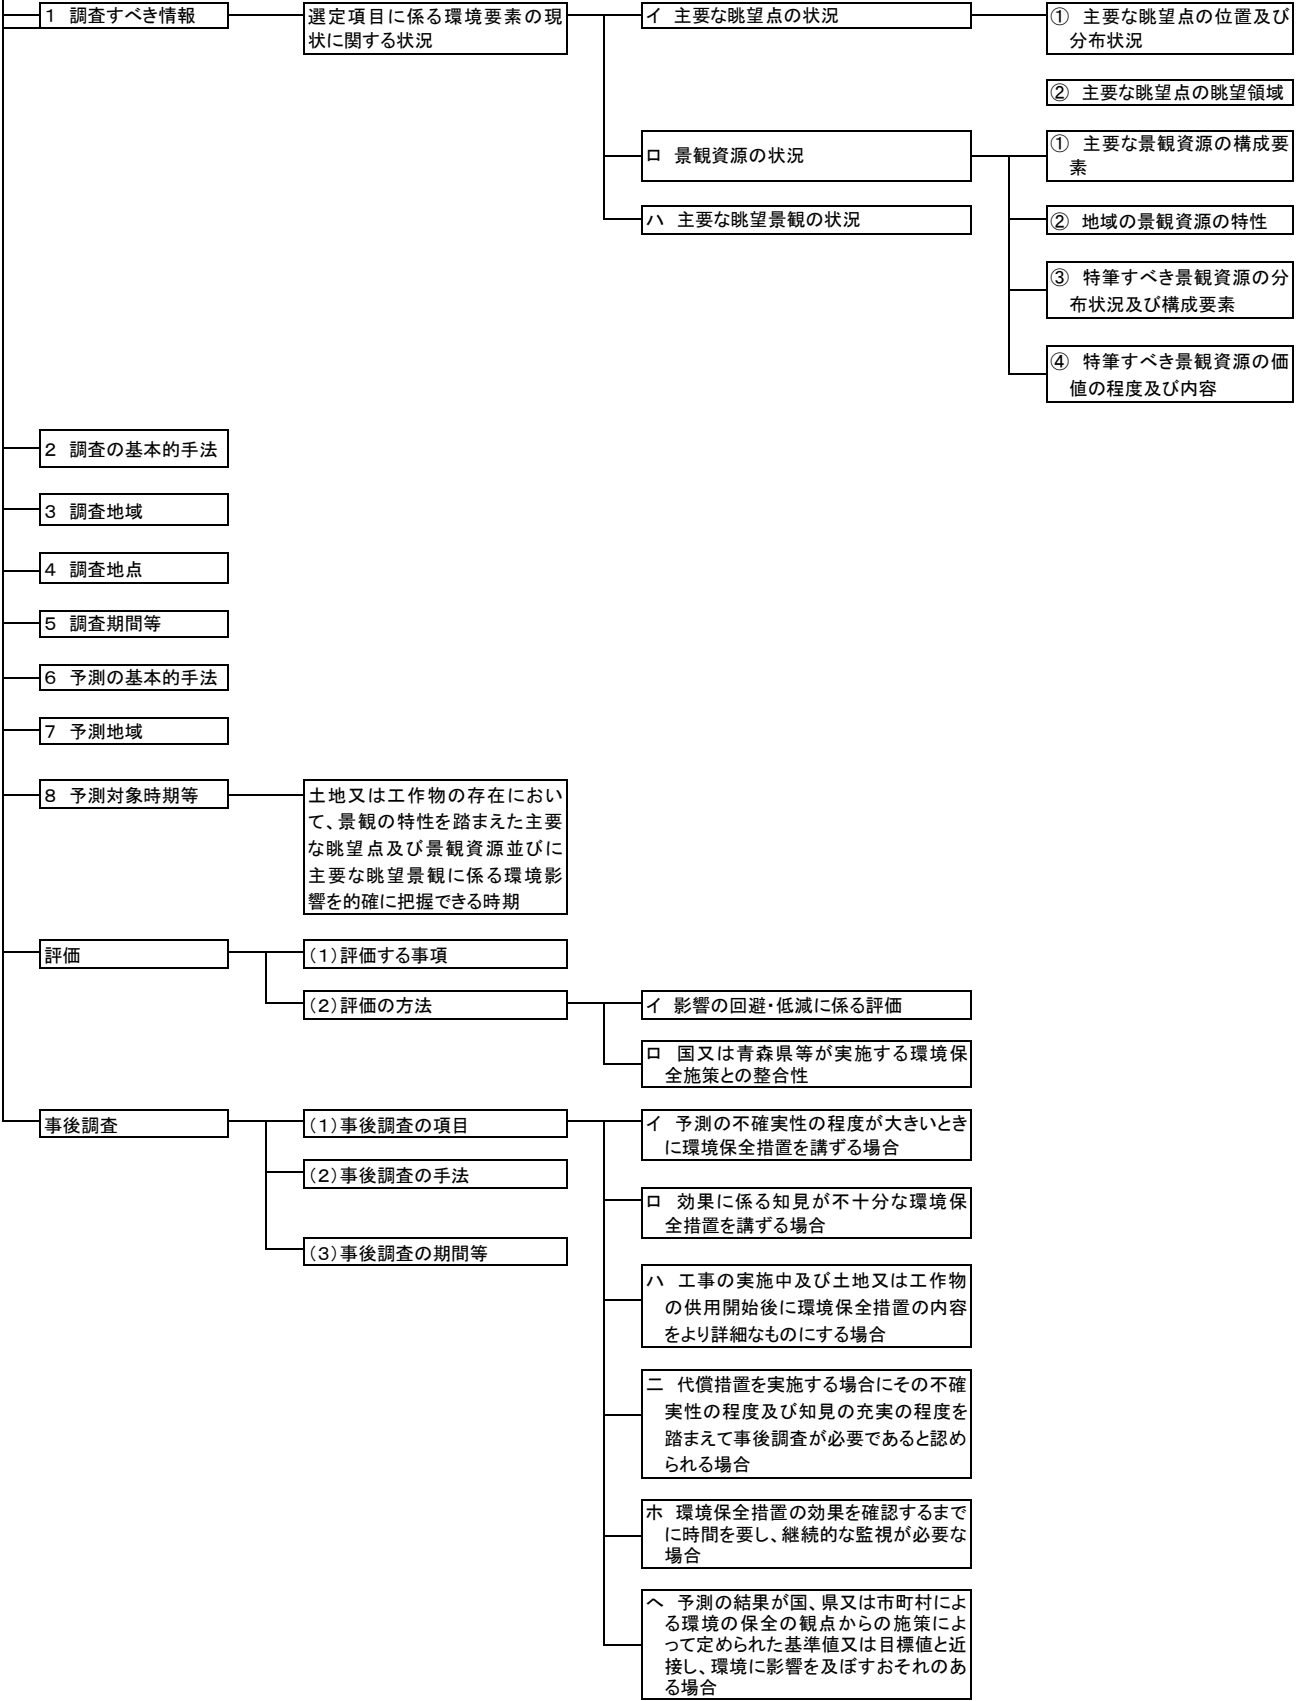 １ 調査すべき情報
選定項目に係る環境要素の現
状に関する状況
イ 主要な眺望点の状況
① 主要な眺望点の位置及び
分布状況
② 主要な眺望点の眺望領域
ロ 景観資源の状況
① 主要な景観資源の構成要
素
ハ 主要な眺望景観の状況
② 地域の景観資源の特性
③ 特筆すべき景観資源の分
布状況及び構成要素
④ 特筆すべき景観資源の価
値の程度及び内容
２ 調査の基本的手法
３ 調査地域
４ 調査地点
５ 調査期間等
６ 予測の基本的手法
７ 予測地域
８ 予測対象時期等
土地又は工作物の存在におい
て、景観の特性を踏まえた主要
な眺望点及び景観資源並びに
主要な眺望景観に係る環境影
響を的確に把握できる時期
評価
（１）評価する事項
（２）評価の方法
イ 影響の回避・低減に係る評価
ロ 国又は青森県等が実施する環境保
全施策との整合性
事後調査
（１）事後調査の項目
イ 予測の不確実性の程度が大きいとき
に環境保全措置を講ずる場合
（２）事後調査の手法
ロ 効果に係る知見が不十分な環境保
全措置を講ずる場合
（３）事後調査の期間等
ハ 工事の実施中及び土地又は工作物
の供用開始後に環境保全措置の内容
をより詳細なものにする場合
ニ 代償措置を実施する場合にその不確
実性の程度及び知見の充実の程度を
踏まえて事後調査が必要であると認め
られる場合
ホ 環境保全措置の効果を確認するまで
に時間を要し、継続的な監視が必要な
場合
ヘ 予測の結果が国、県又は市町村によ
る環境の保全の観点からの施策によ
って定められた基準値又は目標値と近
接し、環境に影響を及ぼすおそれのあ
る場合